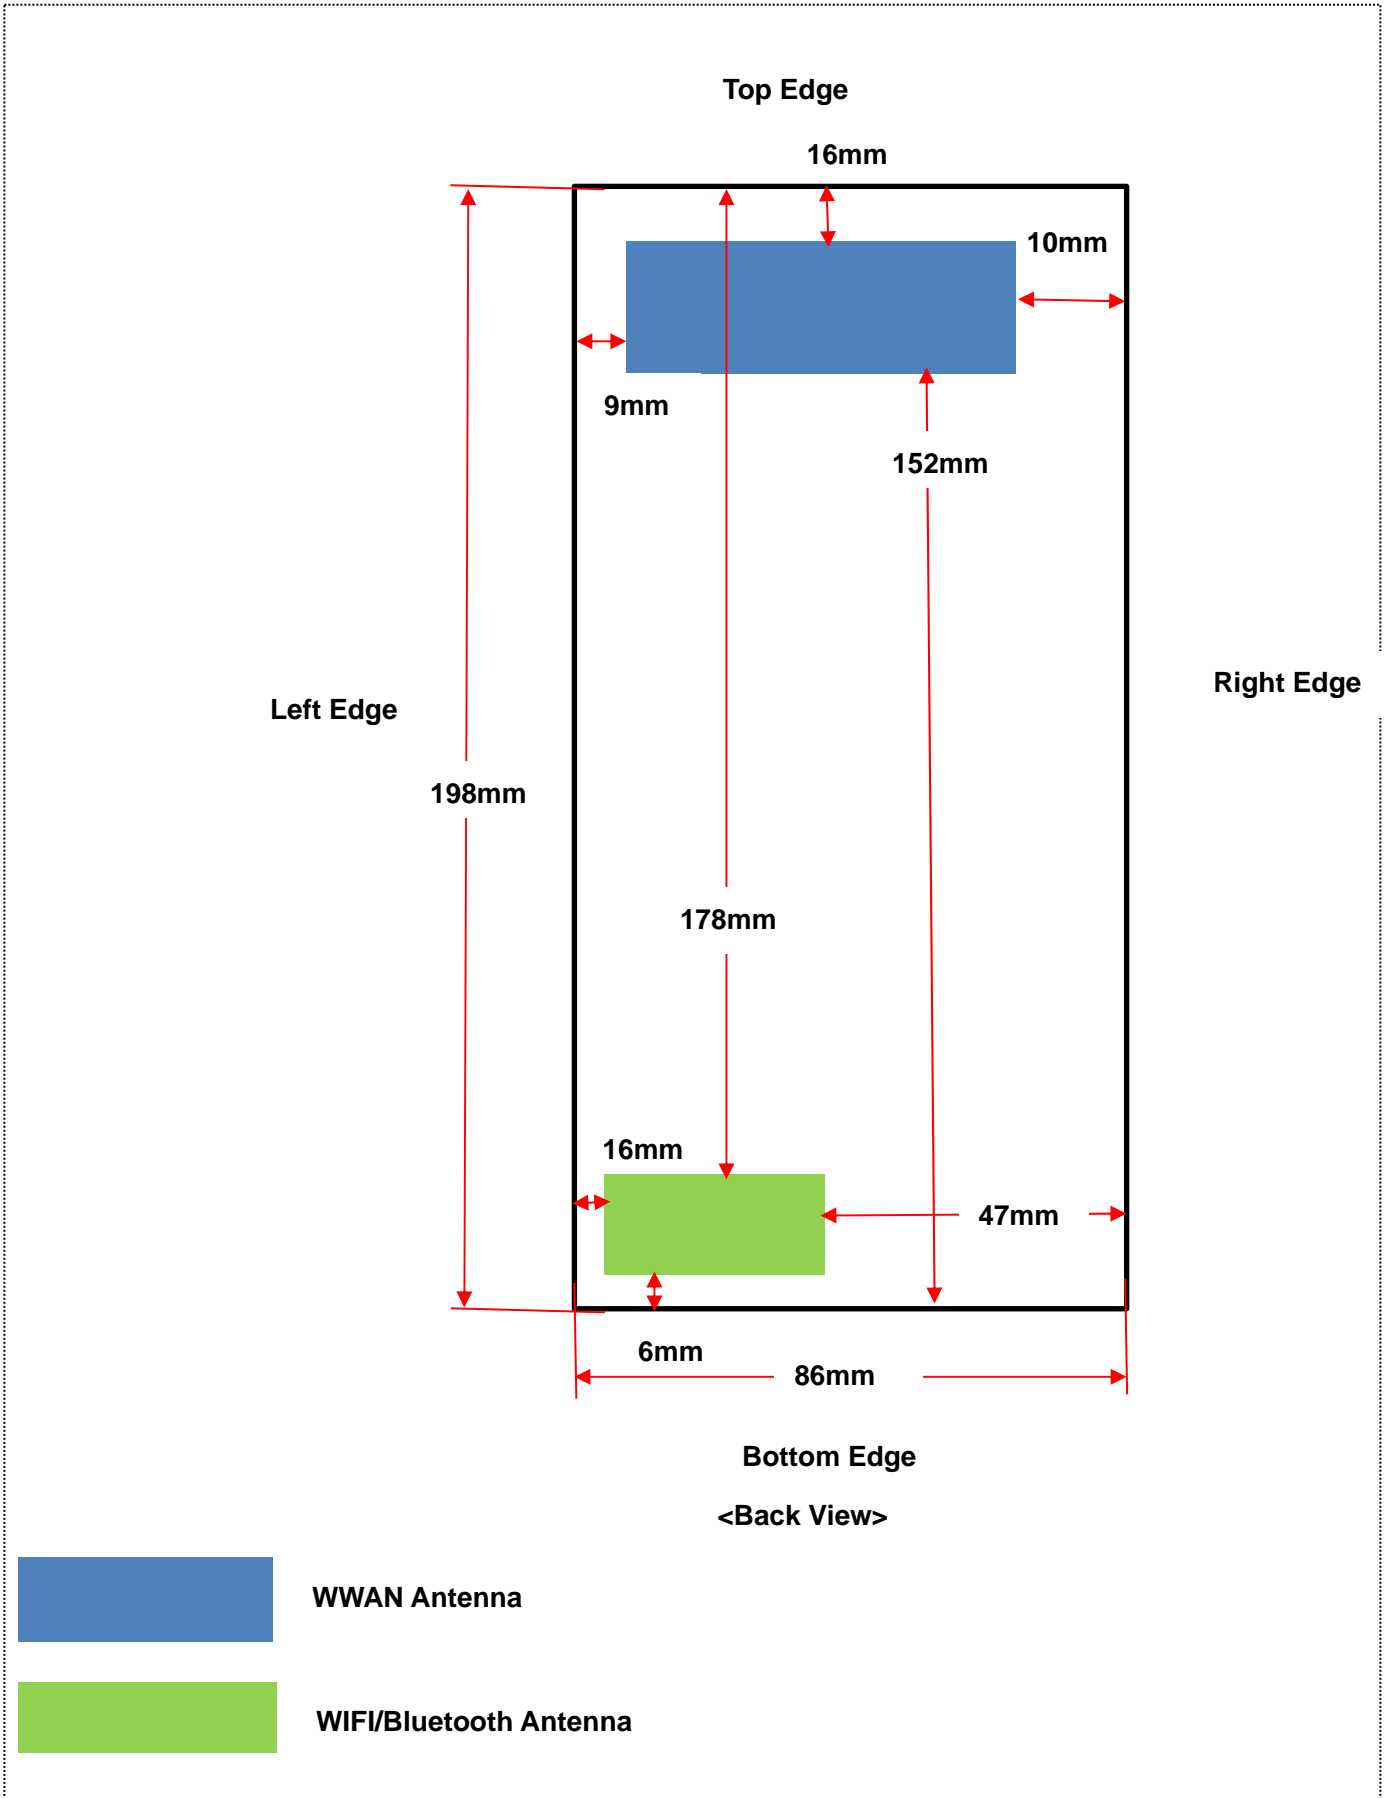 Top Edge
16mm
10mm
9mm
152mm
Right Edge
Left Edge
198mm
178mm
16mm
47mm
6mm
86mm
Bottom Edge
<Back View>
WWAN Antenna
WIFI/Bluetooth Antenna